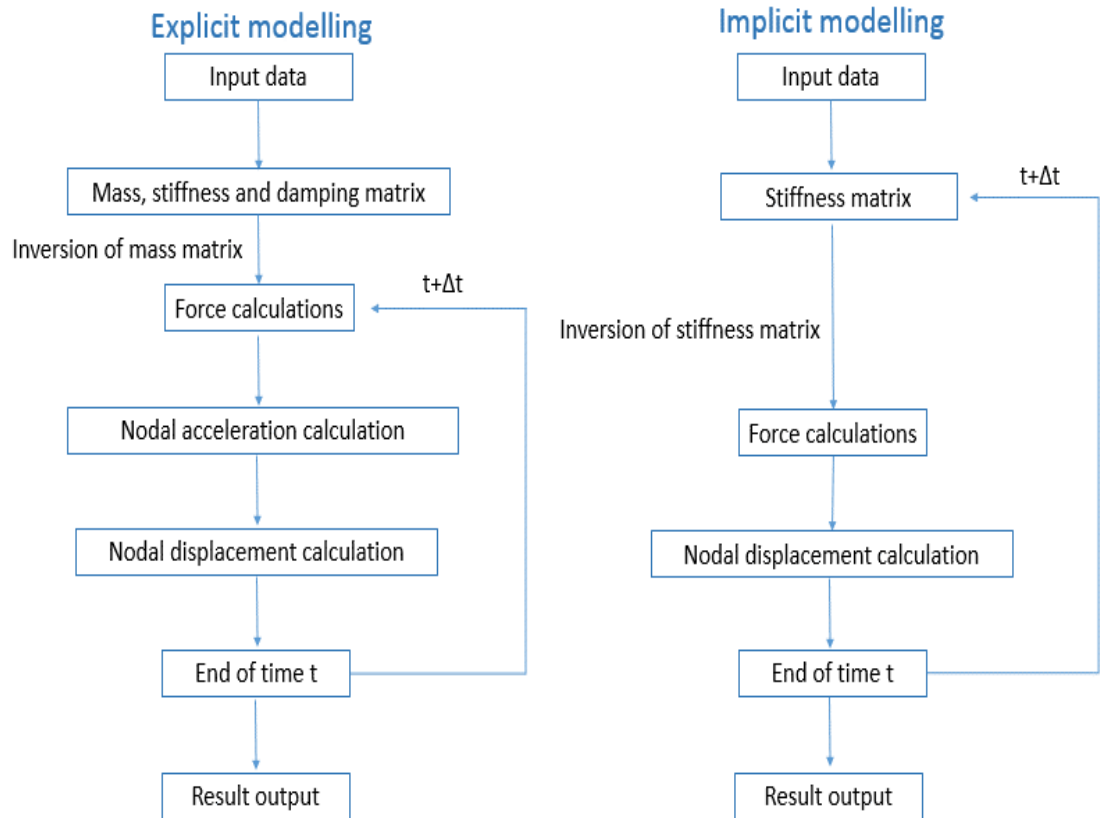 Explicit modelling
Input data
Mass, stiffness and damping matrix
Inversion of mass matrix
t+Δt
Force calculations
Nodal acceleration calculation
Nodal displacement calculation
End of time t
Result output
Implicit modelling
Input data
t+Δt
Stiffness matrix
Inversion of stiffness matrix
Force calculations
Nodal displacement calculation
End of time t
Result output